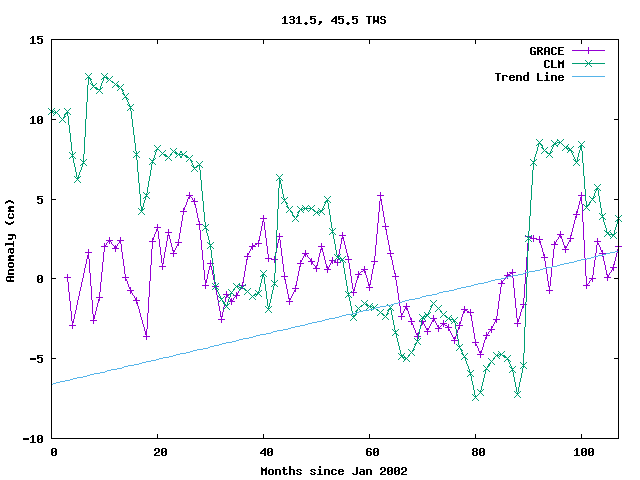 131.5, 45.5 TWS
GRACE
CLM
Trend Line
15
10
5
0
-5
-10
Anomaly (cm)
0 20 40 60 80 100
Months since Jan 2002